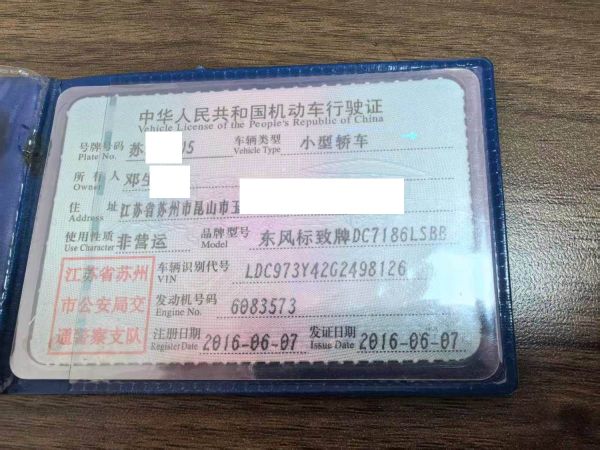 中华人民共和国机动车行驶证
Vehicle License of the People's Republic of China
号牌号码 苏 U5 车辆类型 小型轿车
Plate No. Vehicle Type
所有人 邓
Owner
住址 江苏省苏州市昆山市玉
Address
使用性质 非营运 品牌型号 东风标致牌DC7186LSBB
Use Character Model
江苏省苏州
市公安局交
通警察支队
车辆识别代号 LDC973Y42G2498126
VIN
发动机号码 6083573
Engine No.
注册日期 2016-06-07 发证日期 2016-06-07
Register Date Issue Date